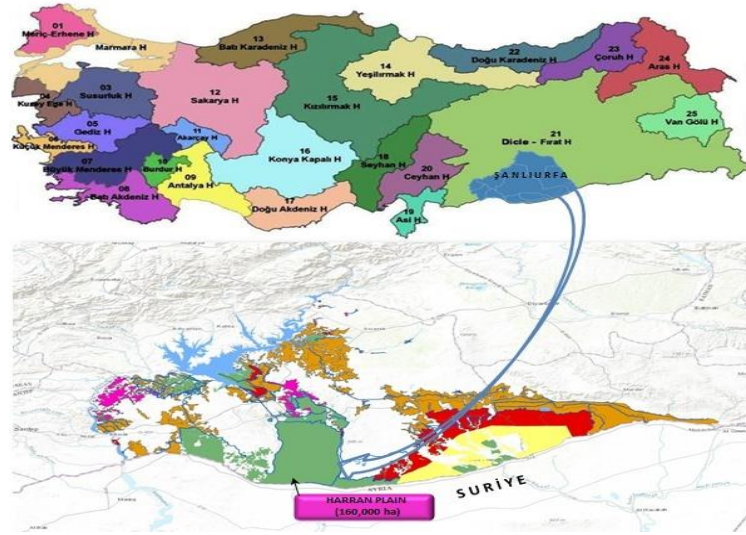 01
Meriç-Erhene H
Marmara H
13
Batı Karadeniz H
22
Doğu Karadeniz H
23
Çoruh H
24
Aras H
14
Yeşilırmak H
04
Kuzey Ege H
03
Susurluk H
12
Sakarya H
15
Kızılırmak H
25
Van Gölü H
05
Gediz H
11
Akarçay H
06
Küçük Menderes H
21
Dicle - Fırat H
07
Büyük Menderes H
10
Burdur H
16
Konya Kapalı H
18
Seyhan H
20
Ceyhan H
ŞANLIURFA
08
Batı Akdeniz H
09
Antalya H
17
Doğu Akdeniz H
19
Asi H
SYRIA
SURİYE
HARRAN PLAIN
(160,000 ha)